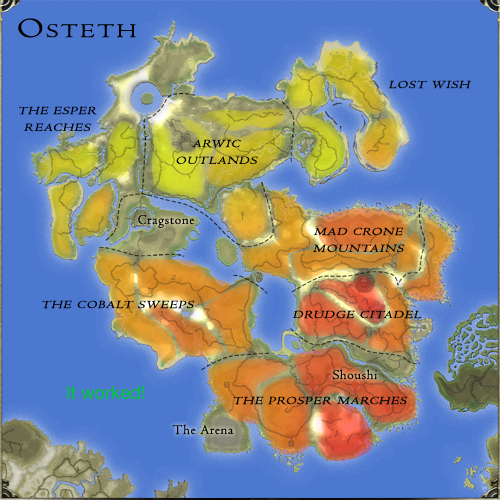 OSTETH
LOST WISH
THE ESPER
REACHES
ARWIC
OUTLANDS
Cragstone
MAD CRONE
MOUNTAINS
THE COBALT SWEEPS
DRUDGE CITADEL
Shoushi
It worked!
THE PROSPER MARCHES
The Arena